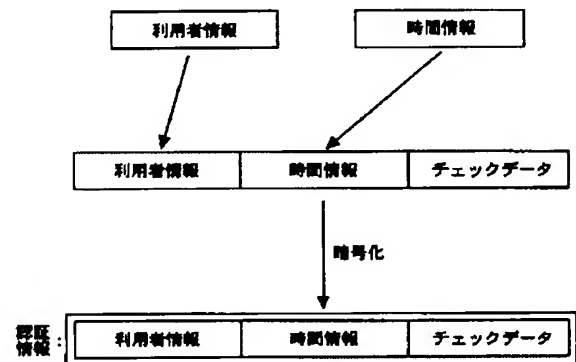 利用者情報
時間情報
利用者情報 時間情報 チェックデータ
暗号化
認証
情報 :
利用者情報 時間情報 チェックデータ